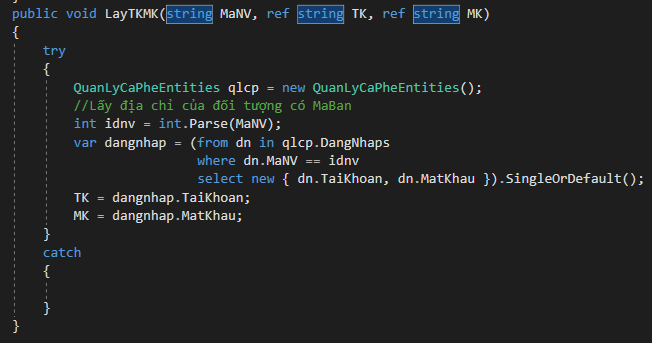 public void LayTKMK(string MaNV, ref string TK, ref string MK)
{
try
{
QuanLyCaPheEntities qlcp = new QuanLyCaPheEntities();
//Lấy địa chỉ của đối tượng có MaBan
int idnv = int.Parse(MaNV);
var dangnhap = (from dn in qlcp.DangNhaps
where dn.MaNV == idnv
select new { dn.TaiKhoan, dn.MatKhau }).SingleOrDefault();
TK = dangnhap.TaiKhoan;
MK = dangnhap.MatKhau;
}
catch
{
}
}